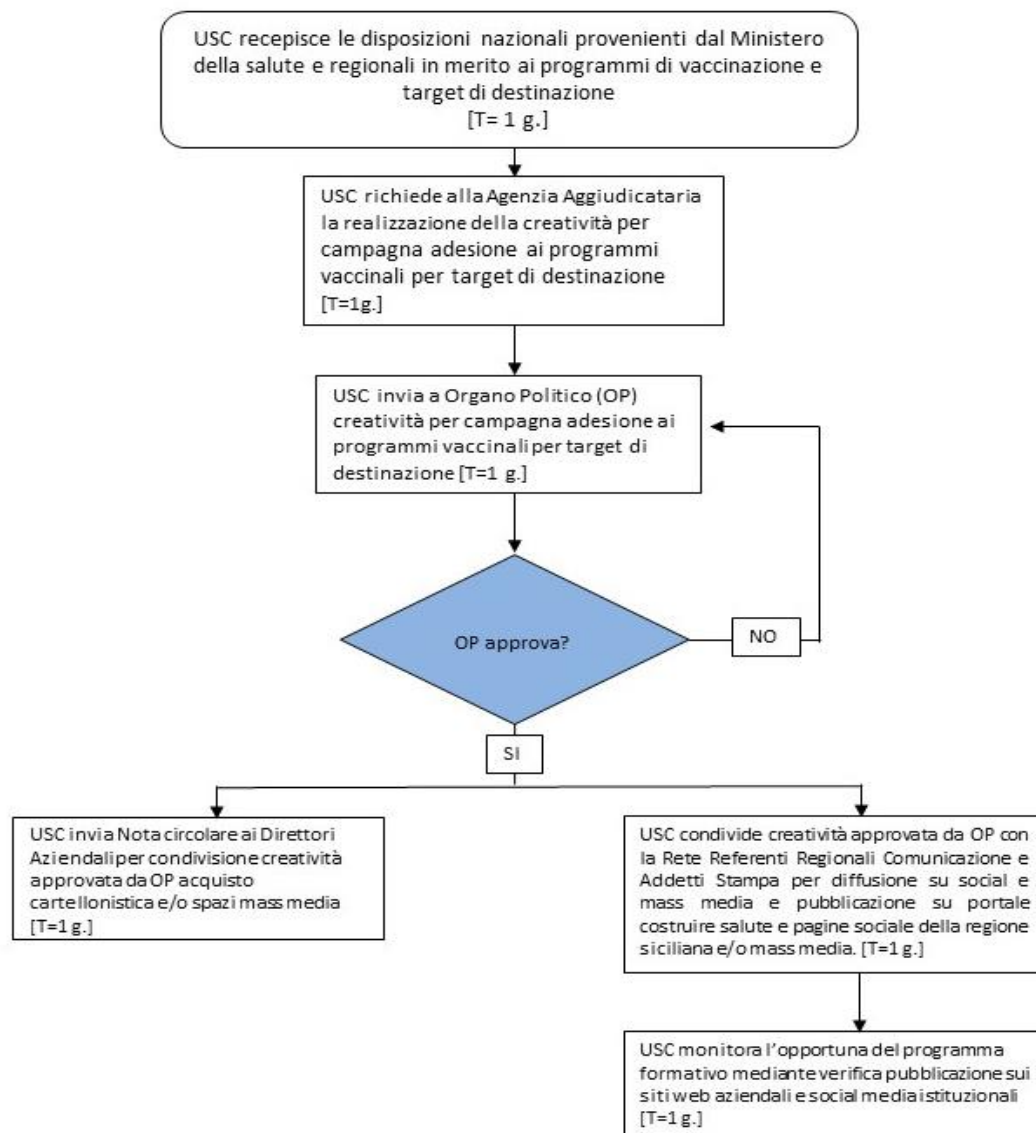 USC recepisce le disposizioni nazionali provenienti dal Ministero
della salute e regionali in merito ai programmi di vaccinazione e
target di destinazione
[T= 1 g.]
USC richiede alla Agenzia Aggiudicataria
la realizzazione della creatività per
campagna adesione ai programmi
vaccinali per target di destinazione
[T=1g.]
USC invia a Organo Politico (OP)
creatività per campagna adesione ai
programmi vaccinali per target di
destinazione [T=1 g.]
OP approva?
NO
SI
USC invia Nota circolare ai Direttori
Aziendali per condivisione creatività
approvata da OP acquisto
cartellonistica e/o spazi mass media
[T=1 g.]
USC condivide creatività approvata da OP con
la Rete Referenti Regionali Comunicazione e
Addetti Stampa per diffusione su social e
mass media e pubblicazione su portale
costruire salute e pagine sociale della regione
siciliana e/o mass media. [T=1 g.]
USC monitora l'opportuna del programma
formativo mediante verifica pubblicazione sui
siti web aziendali e social media istituzionali
[T=1 g.]